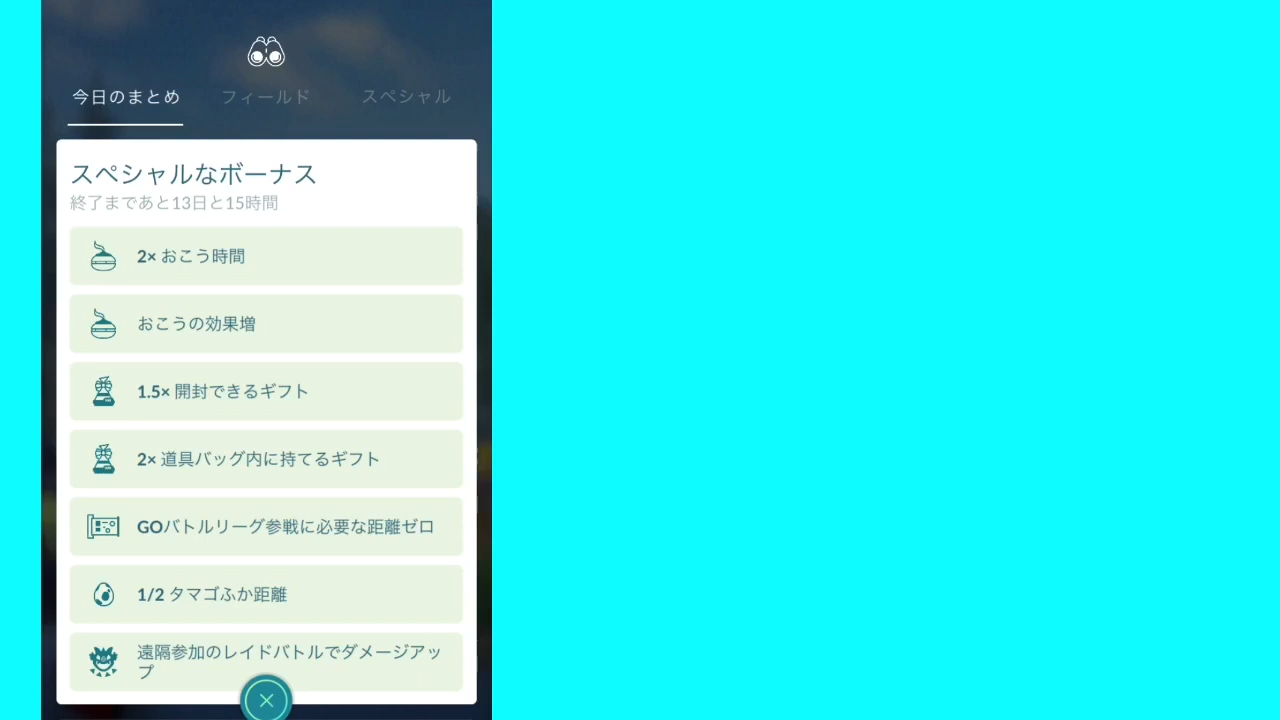 今日のまとめ
フィールド
スペシャル
スペシャルなボーナス
終了まであと13日と15時間
2× おこう時間
おこうの効果増
1.5× 開封できるギフト
2× 道具バッグ内に持てるギフト
GOバトルリーグ参戦に必要な距離ゼロ
1/2 タマゴふか距離
遠隔参加のレイドバトルでダメージアッ
プ